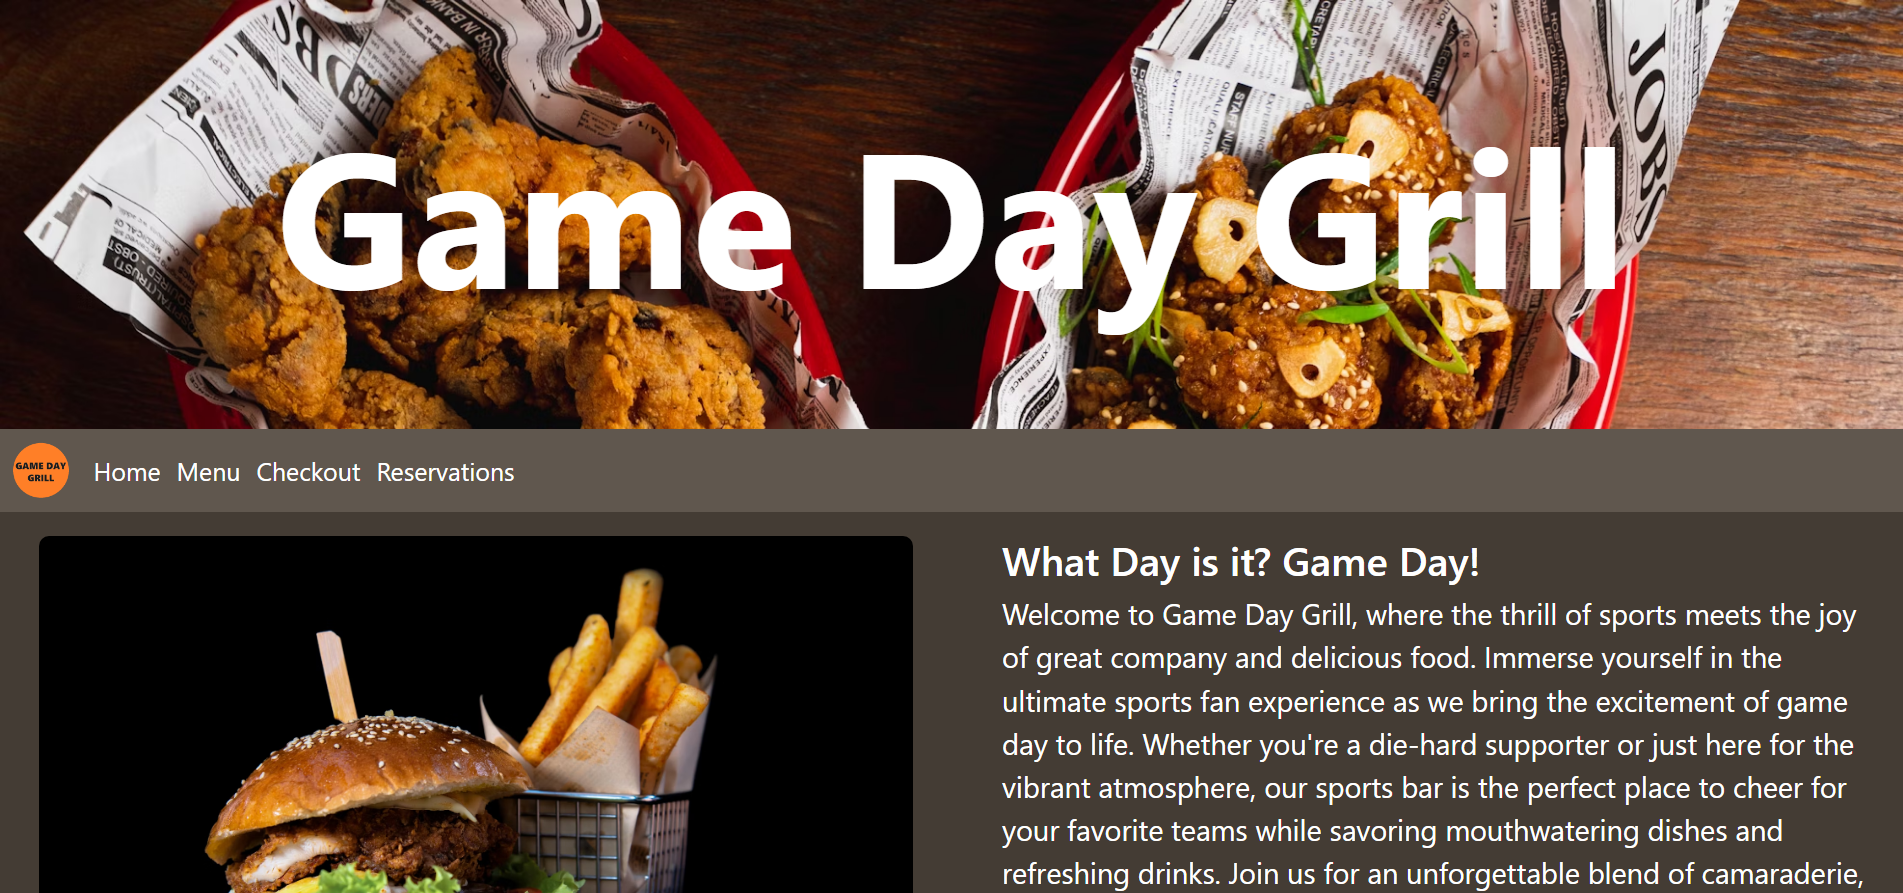 JOBS
Game Day Grill
GAME DAY
GRILL
Home Menu Checkout Reservations
What Day is it? Game Day!
Welcome to Game Day Grill, where the thrill of sports meets the joy
of great company and delicious food. Immerse yourself in the
ultimate sports fan experience as we bring the excitement of game
day to life. Whether you're a die-hard supporter or just here for the
vibrant atmosphere, our sports bar is the perfect place to cheer for
your favorite teams while savoring mouthwatering dishes and
refreshing drinks. Join us for an unforgettable blend of camaraderie,